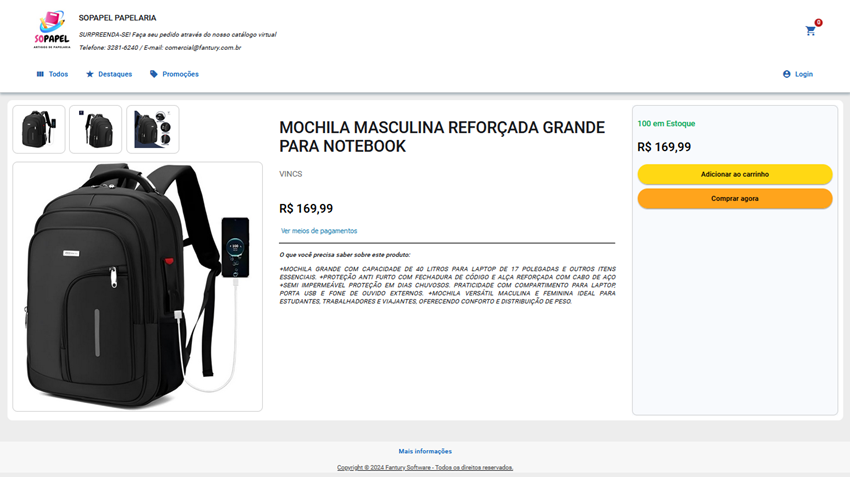 SOPAPEL
ARTIGOS DE PAPELARIA
SOPAPEL PAPELARIA
SURPREENDA-SE! Faça seu pedido através do nosso catálogo virtual
Telefone: 3281-6240 / E-mail: comercial@fantury.com.br
0
Todos
Destaques
Promoções
Login
MOCHILA MASCULINA REFORÇADA GRANDE
PARA NOTEBOOK
VINCS
R$ 169,99
Ver meios de pagamentos
O que você precisa saber sobre este produto:
+MOCHILA GRANDE COM CAPACIDADE DE 40 LITROS PARA LAPTOP DE 17 POLEGADAS E OUTROS ITENS
ESSENCIAIS. +PROTEÇÃO ANTI FURTO COM FECHADURA DE CÓDIGO E ALÇA REFORÇADA COM CABO DE AÇO
+SEMI IMPERMEÁVEL PROTEÇÃO EM DIAS CHUVOSOS. PRATICIDADE COM COMPARTIMENTO PARA LAPTOP,
PORTA USB E FONE DE OUVIDO EXTERNOS. +MOCHILA VERSÁTIL MACULINA E FEMININA IDEAL PARA
ESTUDANTES, TRABALHADORES E VIAJANTES, OFERECENDO CONFORTO E DISTRIBUIÇÃO DE PESO.
100 em Estoque
R$ 169,99
Adicionar ao carrinho
Comprar agora
Mais informações
Copyright © 2024 Fantury Software - Todos os direitos reservados.